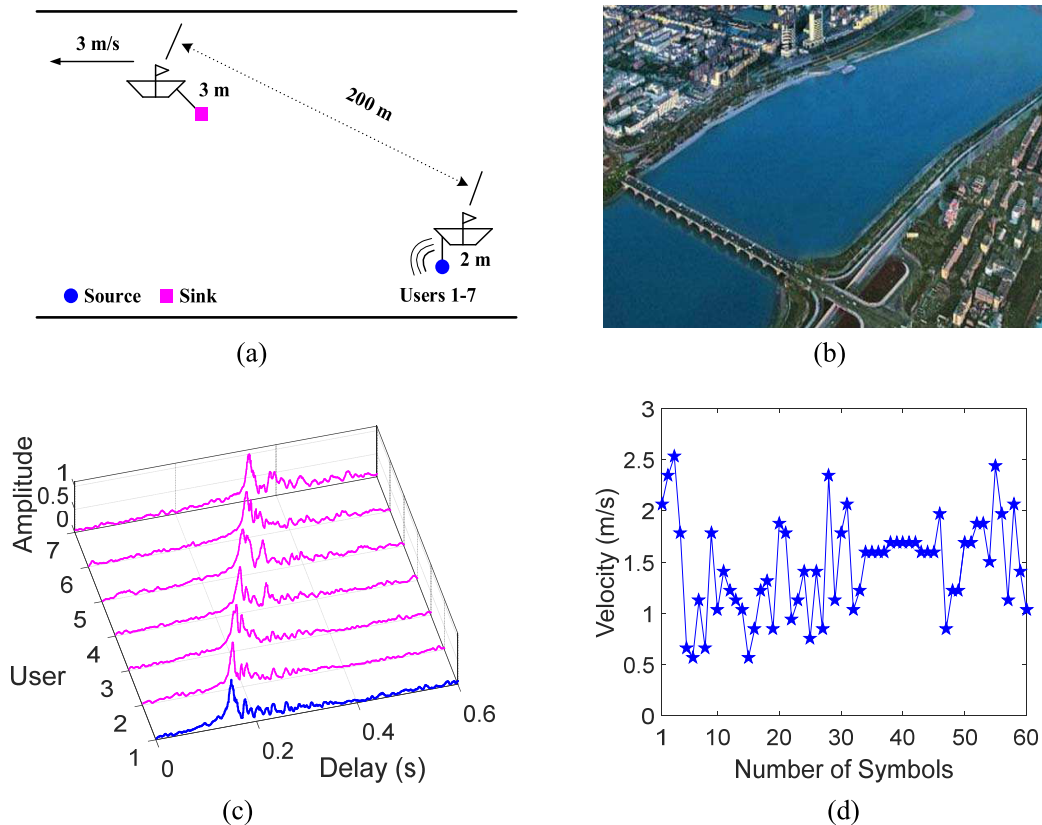 3 m/s
3 m
200 m
2 m
Users 1-7
Source
Sink
(a)
(b)
Amplitude
1
0.5
0
7
6
5
4
3
2
1
User
0
0.2
0.4
0.6
Delay (s)
(c)
3
2.5
2
1.5
1
0.5
0
Velocity (m/s)
1
10
20
30
40
50
60
Number of Symbols
(d)